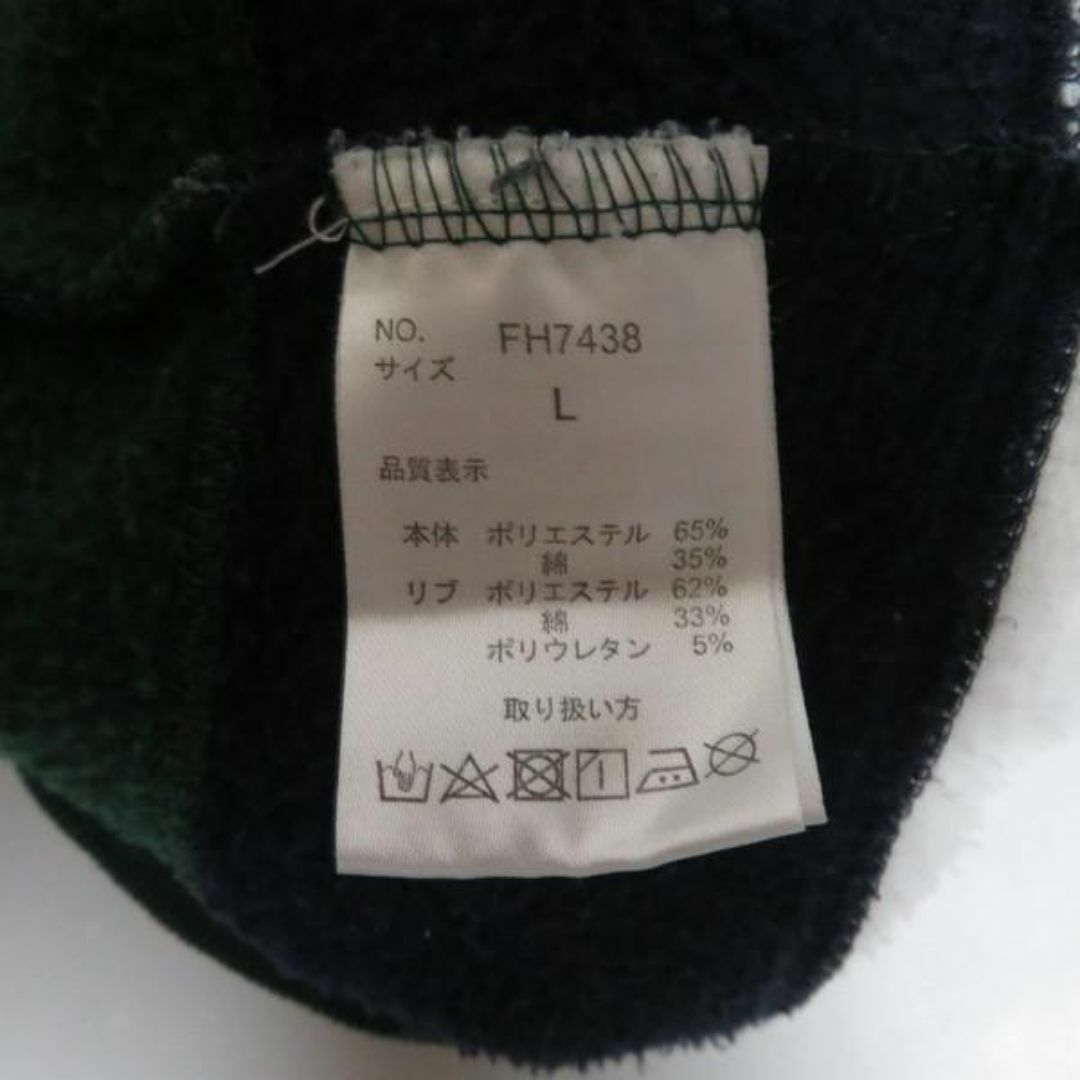 NO. FH7438
サイズ
L
品質表示
本体 ポリエステル 65%
綿 35%
リブ ポリエステル 62%
綿 33%
ポリウレタン 5%
取り扱い方